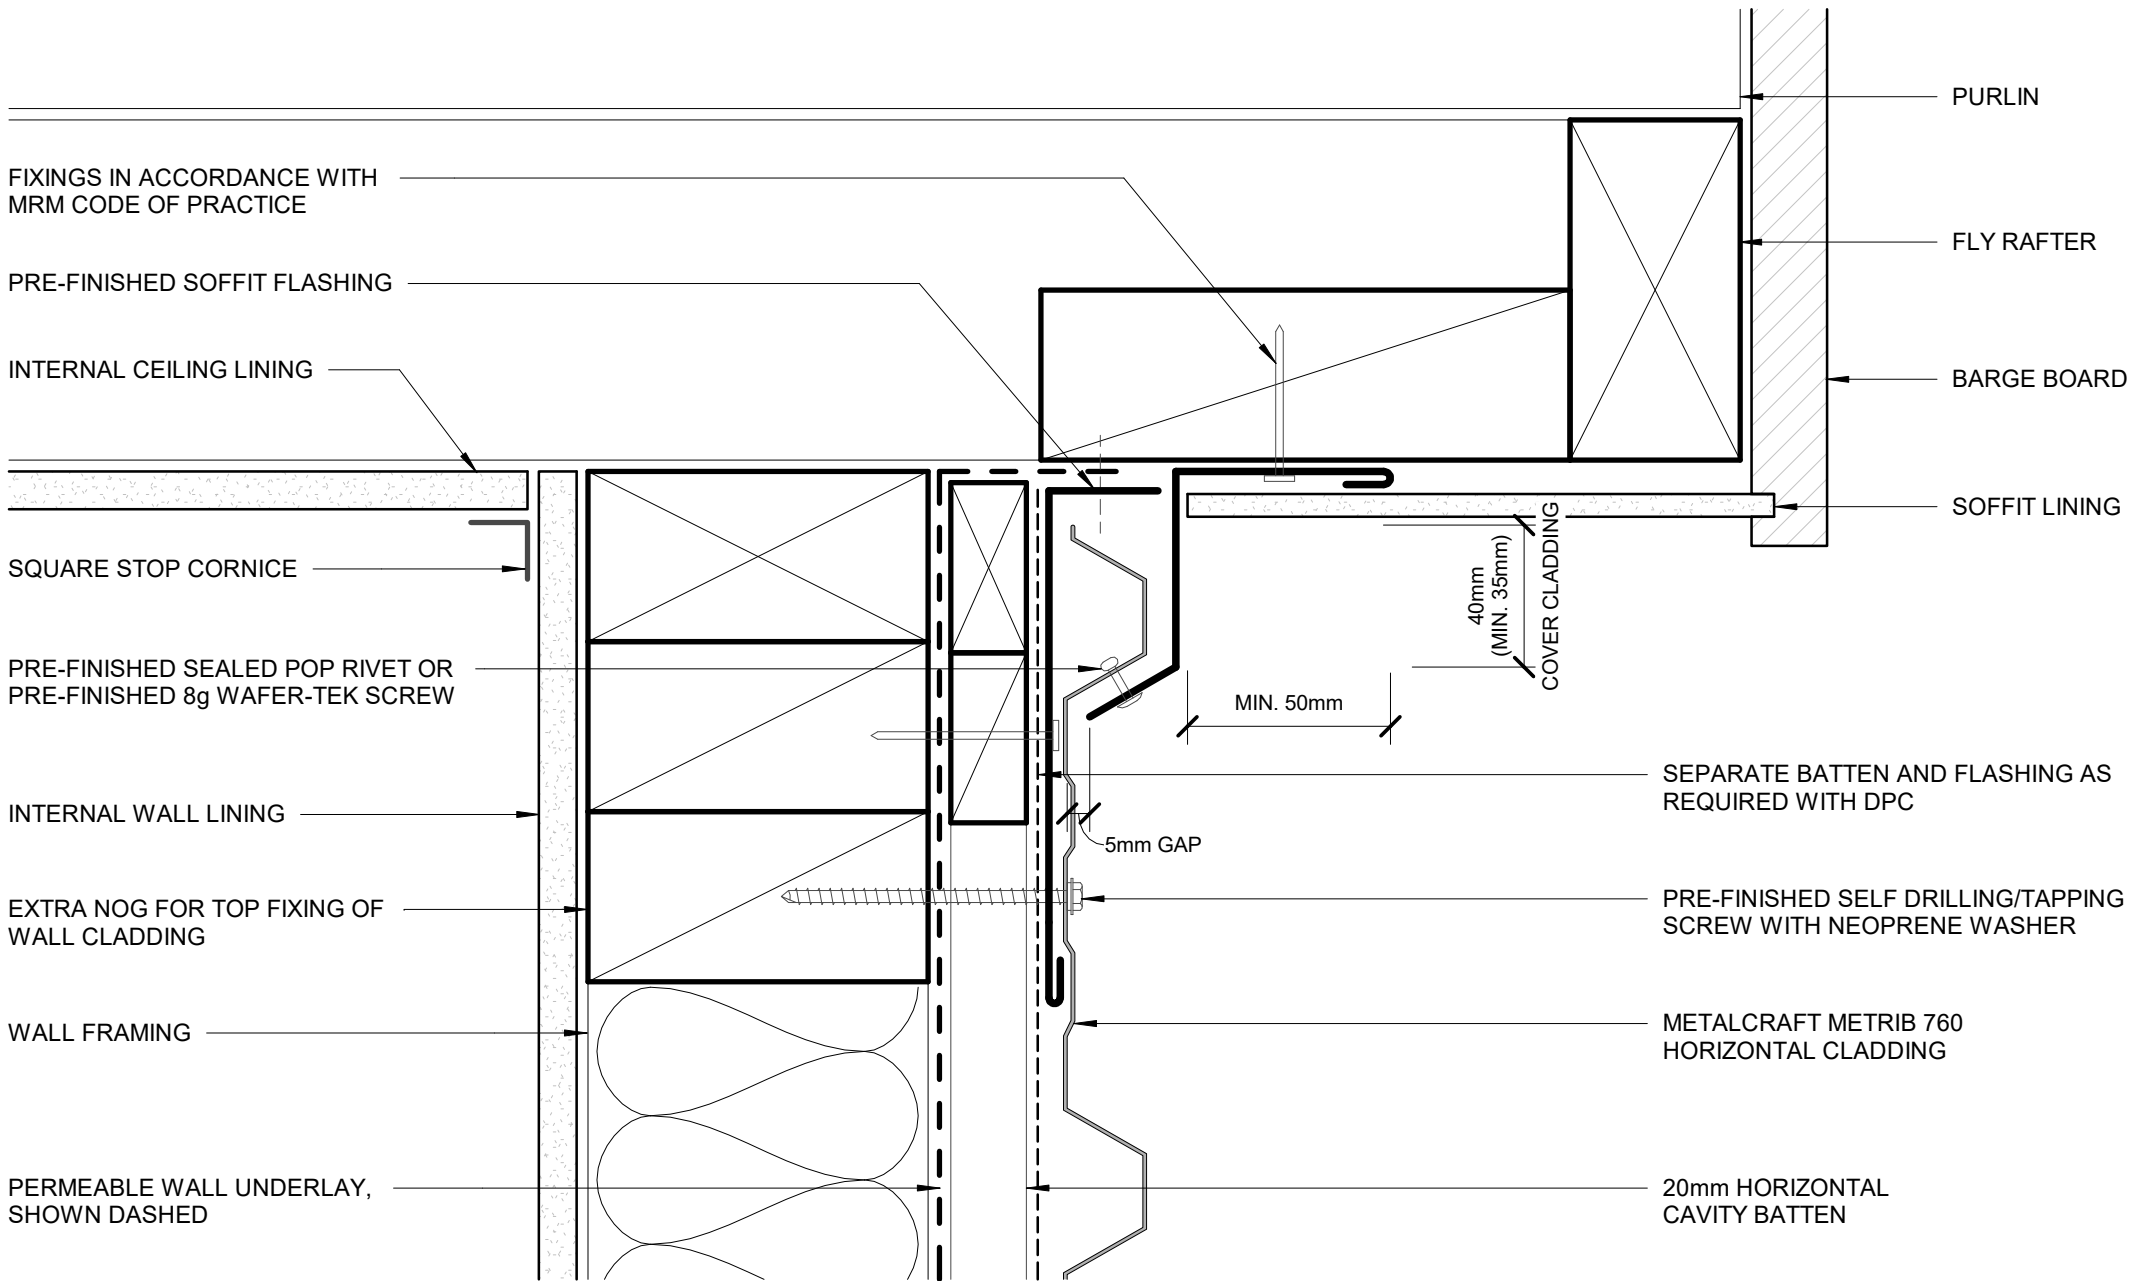 FIXINGS IN ACCORDANCE WITH
MRM CODE OF PRACTICE
PRE-FINISHED SOFFIT FLASHING
INTERNAL CEILING LINING
SQUARE STOP CORNICE
PRE-FINISHED SEALED POP RIVET OR
PRE-FINISHED 8g WAFER-TEK SCREW
INTERNAL WALL LINING
EXTRA NOG FOR TOP FIXING OF
WALL CLADDING
WALL FRAMING
PERMEABLE WALL UNDERLAY,
SHOWN DASHED
40mm
(MIN. 35mm)
COVER CLADDING
MIN. 50mm
5mm GAP
PURLIN
FLY RAFTER
BARGE BOARD
SOFFIT LINING
SEPARATE BATTEN AND FLASHING AS
REQUIRED WITH DPC
PRE-FINISHED SELF DRILLING/TAPPING
SCREW WITH NEOPRENE WASHER
METALCRAFT METRIB 760
HORIZONTAL CLADDING
20mm HORIZONTAL
CAVITY BATTEN